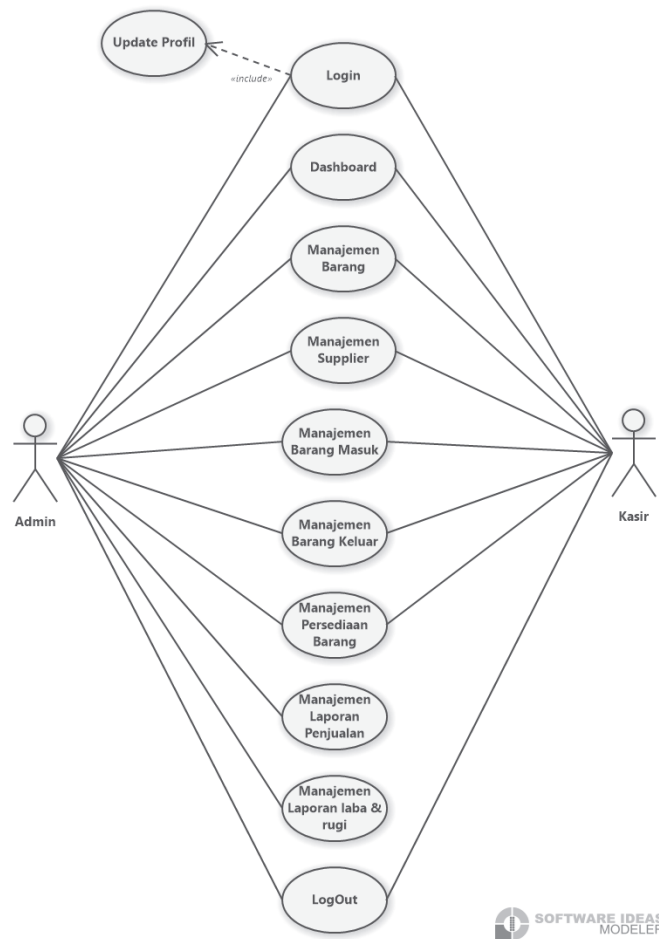 Update Profil
«include»
Login
Dashboard
Manajemen
Barang
Manajemen
Supplier
Manajemen
Barang Masuk
Manajemen
Barang Keluar
Manajemen
Persediaan
Barang
Manajemen
Laporan
Penjualan
Manajemen
Laporan laba &
rugi
LogOut
Admin
Kasir
SOFTWARE IDEAS
MODELER